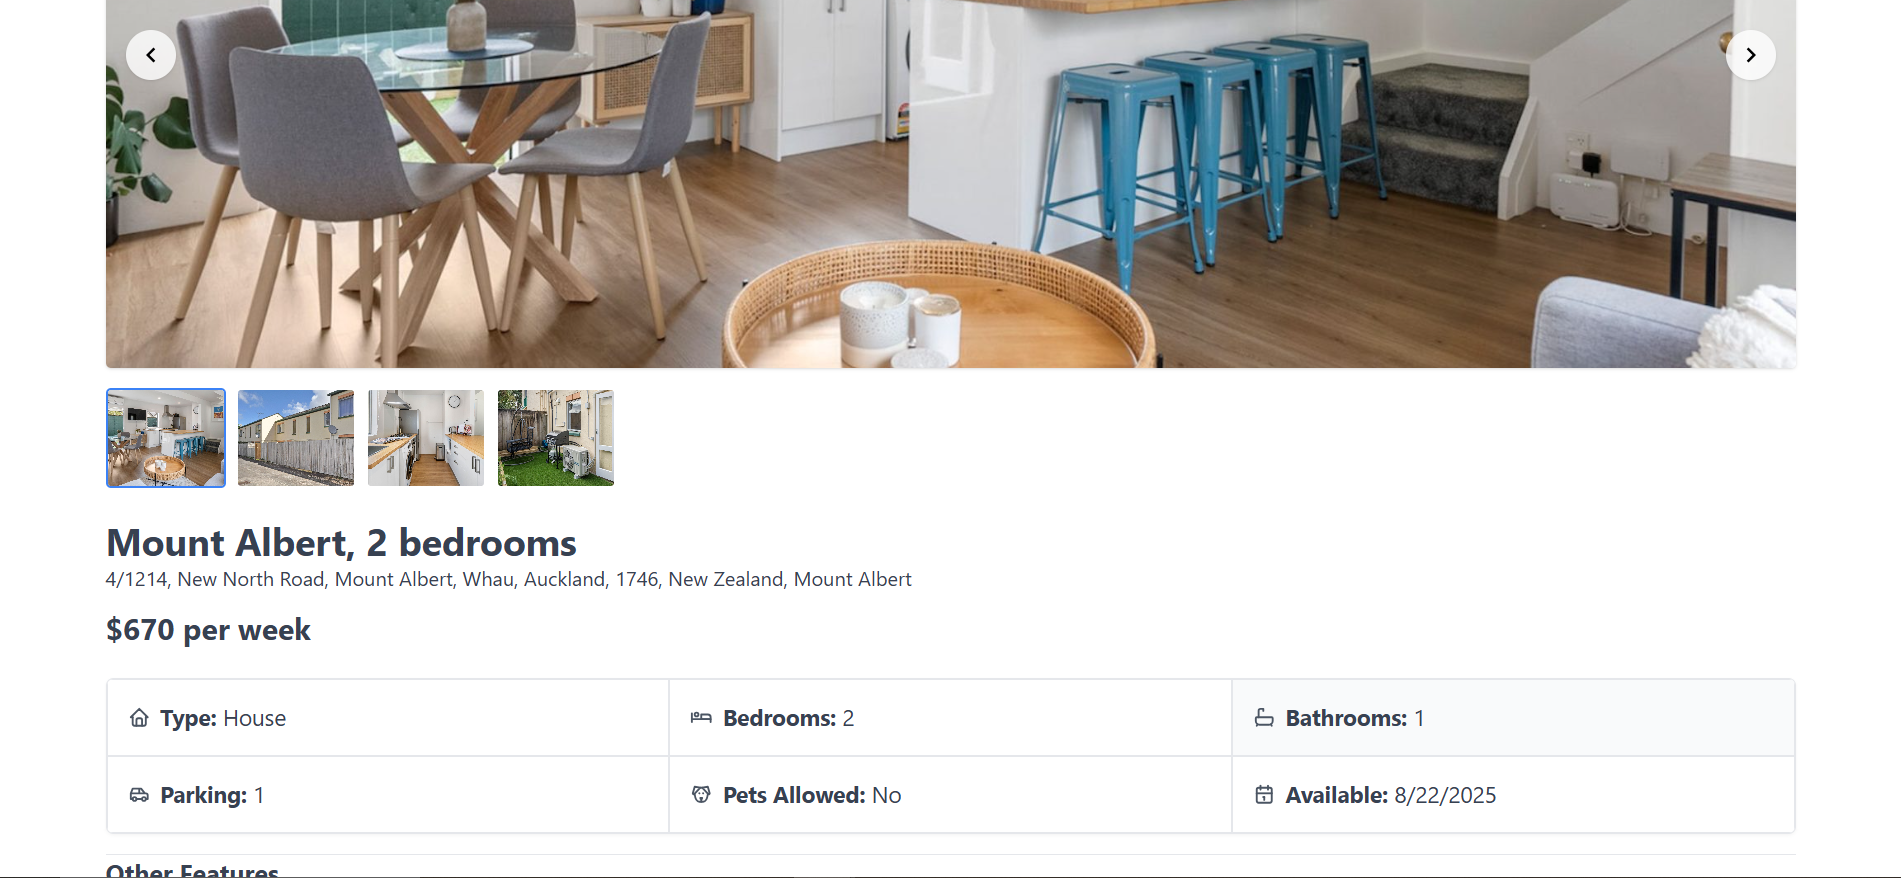 Mount Albert, 2 bedrooms
4/1214, New North Road, Mount Albert, Whau, Auckland, 1746, New Zealand, Mount Albert
$670 per week
Type: House
Bedrooms: 2
Bathrooms: 1
Parking: 1
Pets Allowed: No
Available: 8/22/2025
Other Features